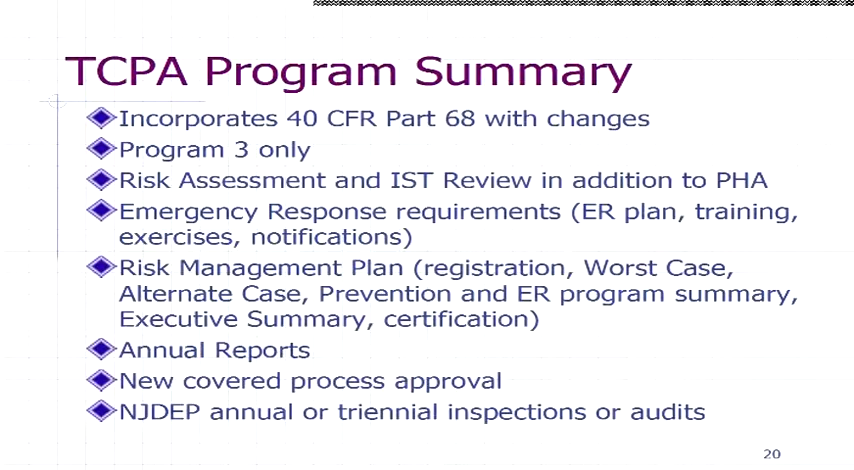 TCPA Program Summary
Incorporates 40 CFR Part 68 with changes
Program 3 only
Risk Assessment and IST Review in addition to PHA
Emergency Response requirements (ER plan, training,
exercises, notifications)
Risk Management Plan (registration, Worst Case,
Alternate Case, Prevention and ER program summary,
Executive Summary, certification)
Annual Reports
New covered process approval
NJDEP annual or triennial inspections or audits
20